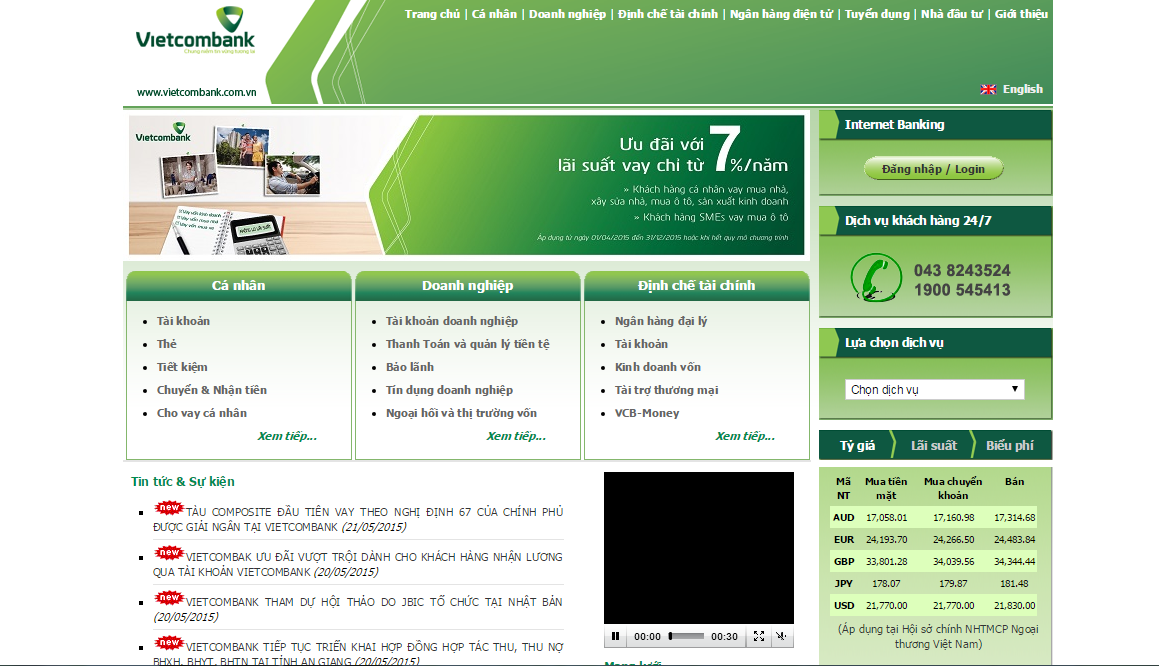 Vietcombank
Chung niềm tin vững tương lai
www.vietcombank.com.vn
Trang chủ | Cá nhân | Doanh nghiệp | Định chế tài chính | Ngân hàng điện tử | Tuyển dụng | Nhà đầu tư | Giới thiệu
English
Vietcombank
Ưu đãi với
lãi suất vay chỉ từ 7%/năm
» Khách hàng cá nhân vay mua nhà,
xây sửa nhà, mua ô tô, sản xuất kinh doanh
» Khách hàng SMEs vay mua ô tô
Áp dụng từ ngày 01/04/2015 đến 31/12/2015 hoặc khi hết quy mô chương trình
Internet Banking
Đăng nhập / Login
Dịch vụ khách hàng 24/7
043 8243524
1900 545413
Lựa chọn dịch vụ
Chọn dịch vụ
Cá nhân
Tài khoản
Thẻ
Tiết kiệm
Chuyển & Nhận tiền
Cho vay cá nhân
Xem tiếp...
Doanh nghiệp
Tài khoản doanh nghiệp
Thanh Toán và quản lý tiền tệ
Bảo lãnh
Tín dụng doanh nghiệp
Ngoại hối và thị trường vốn
Xem tiếp...
Định chế tài chính
Ngân hàng đại lý
Tài khoản
Kinh doanh vốn
Tài trợ thương mại
VCB-Money
Xem tiếp...
Tin tức & Sự kiện
new TÀU COMPOSITE ĐẦU TIÊN VAY THEO NGHỊ ĐỊNH 67 CỦA CHÍNH PHỦ
ĐƯỢC GIẢI NGÂN TẠI VIETCOMBANK (21/05/2015)
new VIETCOMBAK ƯU ĐÃI VƯỢT TRỘI DÀNH CHO KHÁCH HÀNG NHẬN LƯƠNG
QUA TÀI KHOẢN VIETCOMBANK (20/05/2015)
new VIETCOMBANK THAM DỰ HỘI THẢO DO JBIC TỔ CHỨC TẠI NHẬT BẢN
(20/05/2015)
new VIETCOMBANK TIẾP TỤC TRIỂN KHAI HỢP ĐỒNG HỢP TÁC THU, THU NỢ
BHXH, BHYT, BHTN TẠI TỈNH AN GIANG (20/05/2015)
00:00 00:30
Mạng lưới
Tỷ giá Lãi suất Biểu phí
Mã Mua tiền Mua chuyển Bán
NT mặt khoản
AUD 17,058.01 17,160.98 17,314.68
EUR 24,193.70 24,266.50 24,483.84
GBP 33,801.28 34,039.56 34,344.44
JPY 178.07 179.87 181.48
USD 21,770.00 21,770.00 21,830.00
(Áp dụng tại Hội sở chính NHTMCP Ngoại
thương Việt Nam)